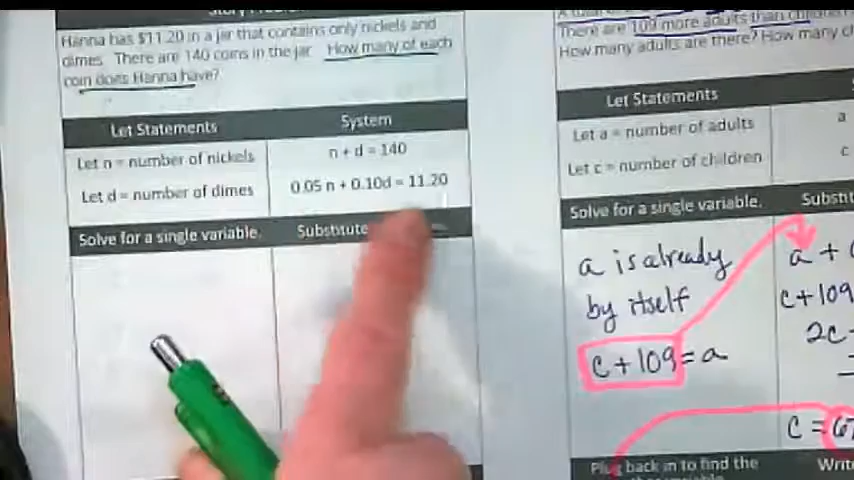 Hanna has $11.20 in a jar that contains only nickels and
dimes. There are 140 coins in the jar. How many of each
coin does Hanna have?
Let Statements
System
Let n = number of nickels
Let d = number of dimes
n + d = 140
0.05 n + 0.10d = 11.20
Solve for a single variable.
Substitute
There are 109 more adults than
How many adults are there? How many
Let Statements
Let a = number of adults
Let c = number of children
a
c
Solve for a single variable.
a is already
by itself
c + 109 = a
a +
c + 109
2c
c = 
Plug back in to find the